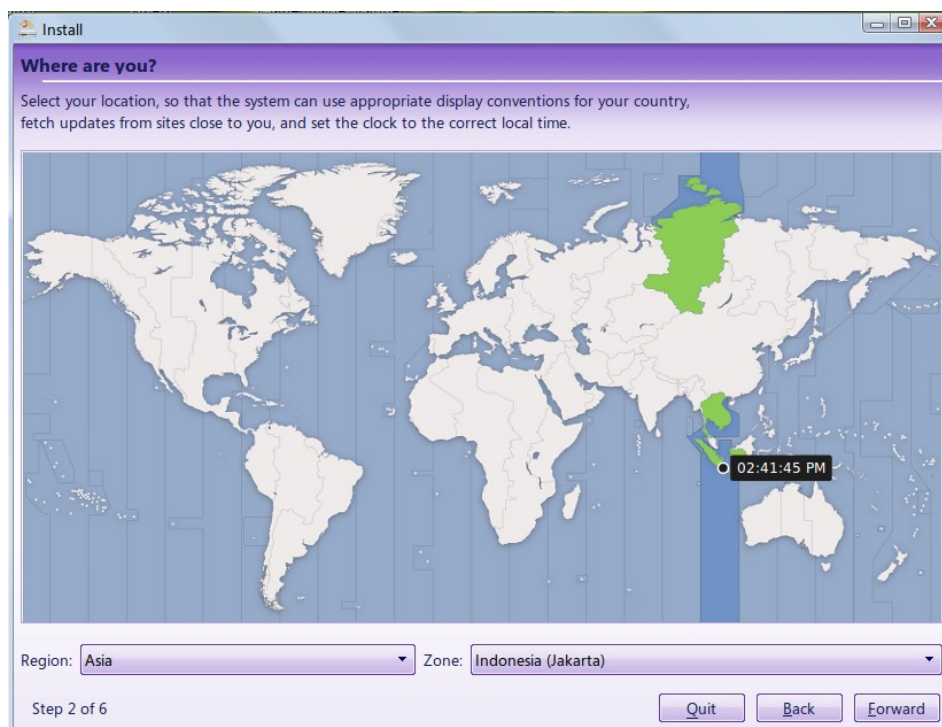 Install
Where are you?
Select your location, so that the system can use appropriate display conventions for your country,
fetch updates from sites close to you, and set the clock to the correct local time.
02:41:45 PM
Region: Asia Zone: Indonesia (Jakarta)
Step 2 of 6 Quit Back Forward